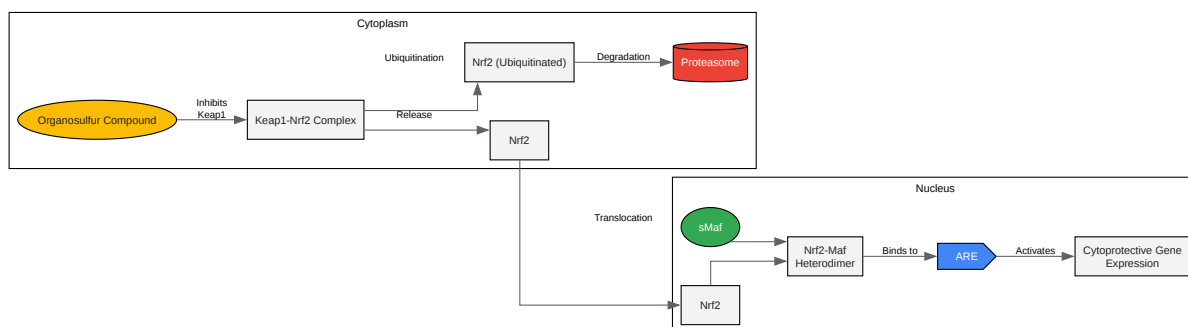 Cytoplasm
Ubiquitination
Nrf2 (Ubiquitinated)
Degradation
Proteasome
Organosulfur Compound
Inhibits
Keap1
Keap1-Nrf2 Complex
Release
Nrf2
Translocation
Nucleus
sMaf
Nrf2
Nrf2-Maf
Heterodimer
Binds to
ARE
Activates
Cytoprotective Gene
Expression